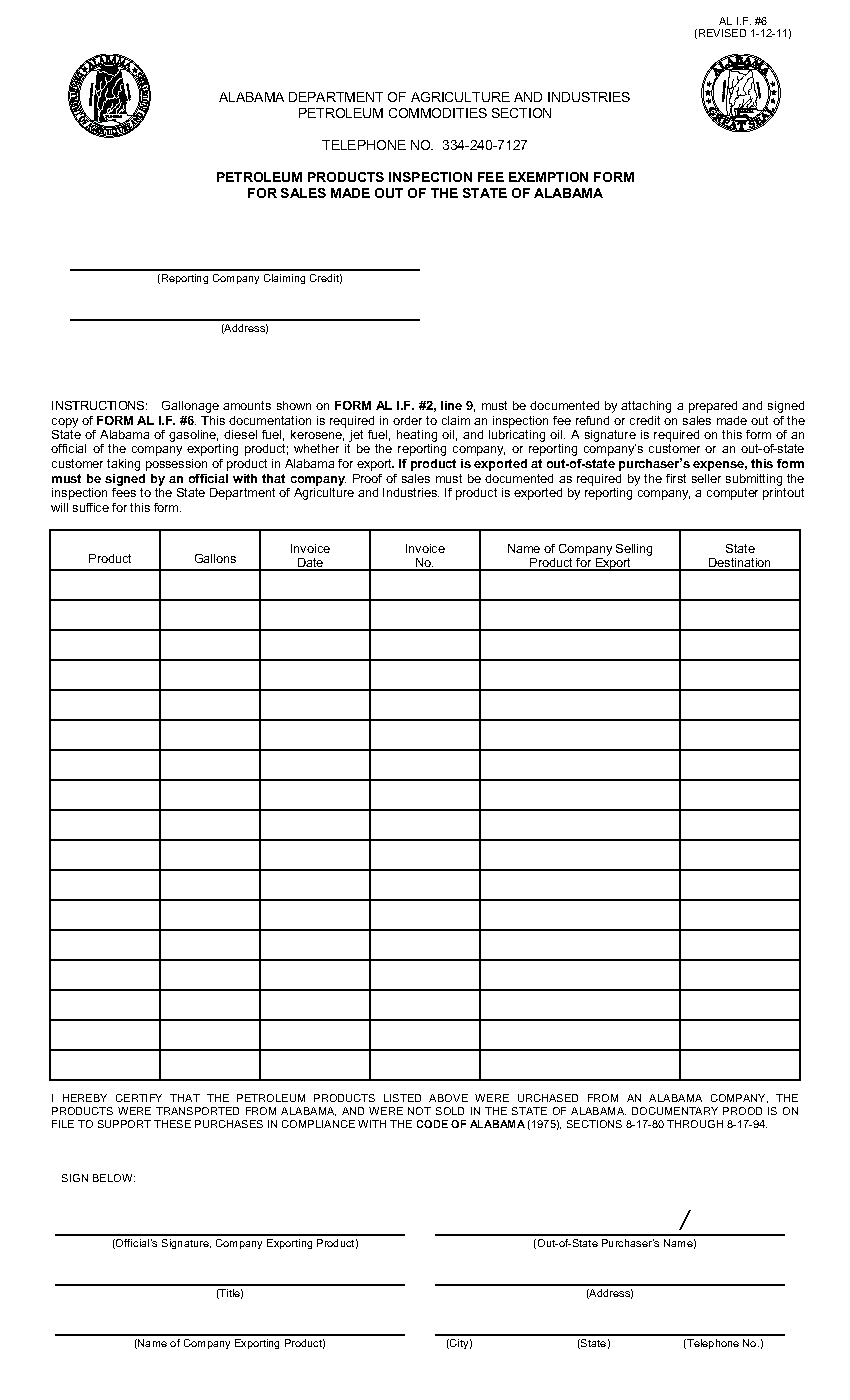 AL I.F. #6
(REVISED 1-12-11)
ALABAMA DEPARTMENT OF AGRICULTURE AND INDUSTRIES
PETROLEUM COMMODITIES SECTION
TELEPHONE NO. 334-240-7127
PETROLEUM PRODUCTS INSPECTION FEE EXEMPTION FORM
FOR SALES MADE OUT OF THE STATE OF ALABAMA
ALABAMA
GREAT SEAL
(Reporting Company Claiming Credit)
(Address)
INSTRUCTIONS: Gallonage amounts shown on FORM AL I.F. #2, line 9, must be documented by attaching a prepared and signed
copy of FORM AL I.F. #6. This documentation is required in order to claim an inspection fee refund or credit on sales made out of the
State of Alabama of gasoline, diesel fuel, kerosene, jet fuel, heating oil, and lubricating oil. A signature is required on this form of an
official of the company exporting product; whether it be the reporting company, or reporting company's customer or an out-of-state
customer taking possession of product in Alabama for export. If product is exported at out-of-state purchaser's expense, this form
must be signed by an official with that company. Proof of sales must be documented as required by the first seller submitting the
inspection fees to the State Department of Agriculture and Industries. If product is exported by reporting company, a computer printout
will suffice for this form.
Product Gallons Invoice Date Invoice No. Name of Company Selling Product for Export State Destination
I HEREBY CERTIFY THAT THE PETROLEUM PRODUCTS LISTED ABOVE WERE URCHASED FROM AN ALABAMA COMPANY, THE
PRODUCTS WERE TRANSPORTED FROM ALABAMA, AND WERE NOT SOLD IN THE STATE OF ALABAMA. DOCUMENTARY PROOD IS ON
FILE TO SUPPORT THESE PURCHASES IN COMPLIANCE WITH THE CODE OF ALABAMA (1975), SECTIONS 8-17-80 THROUGH 8-17-94.
SIGN BELOW:
/
(Official's Signature, Company Exporting Product) (Out-of-State Purchaser's Name)
(Title) (Address)
(Name of Company Exporting Product) (City) (State) (Telephone No.)